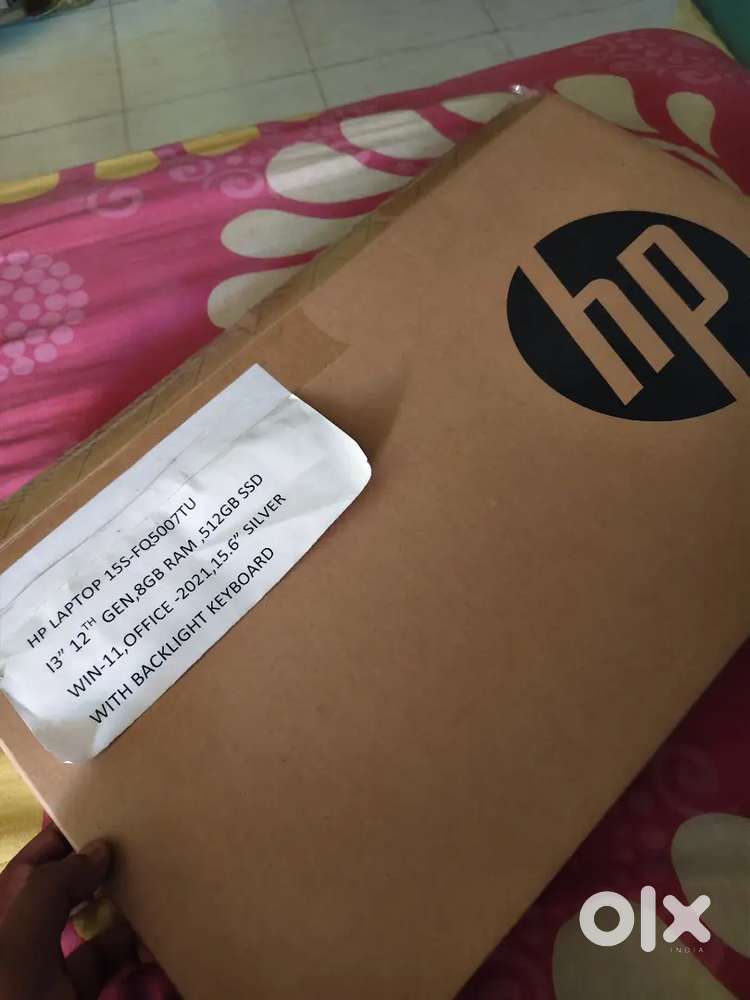 hp
HP LAPTOP 15S-FQ5007TU
I3” 12TH GEN,8GB RAM ,512GB SSD
WIN-11,OFFICE -2021,15.6” SILVER
WITH BACKLIGHT KEYBOARD
olx
INDIA